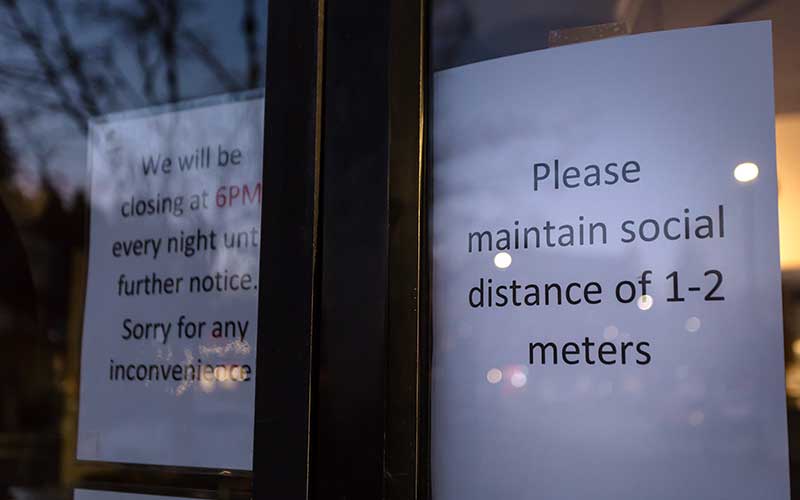 We will be
closing at 6PM
every night unt
further notice.
Sorry for any
inconvenience
Please
maintain social
distance of 1-2
meters